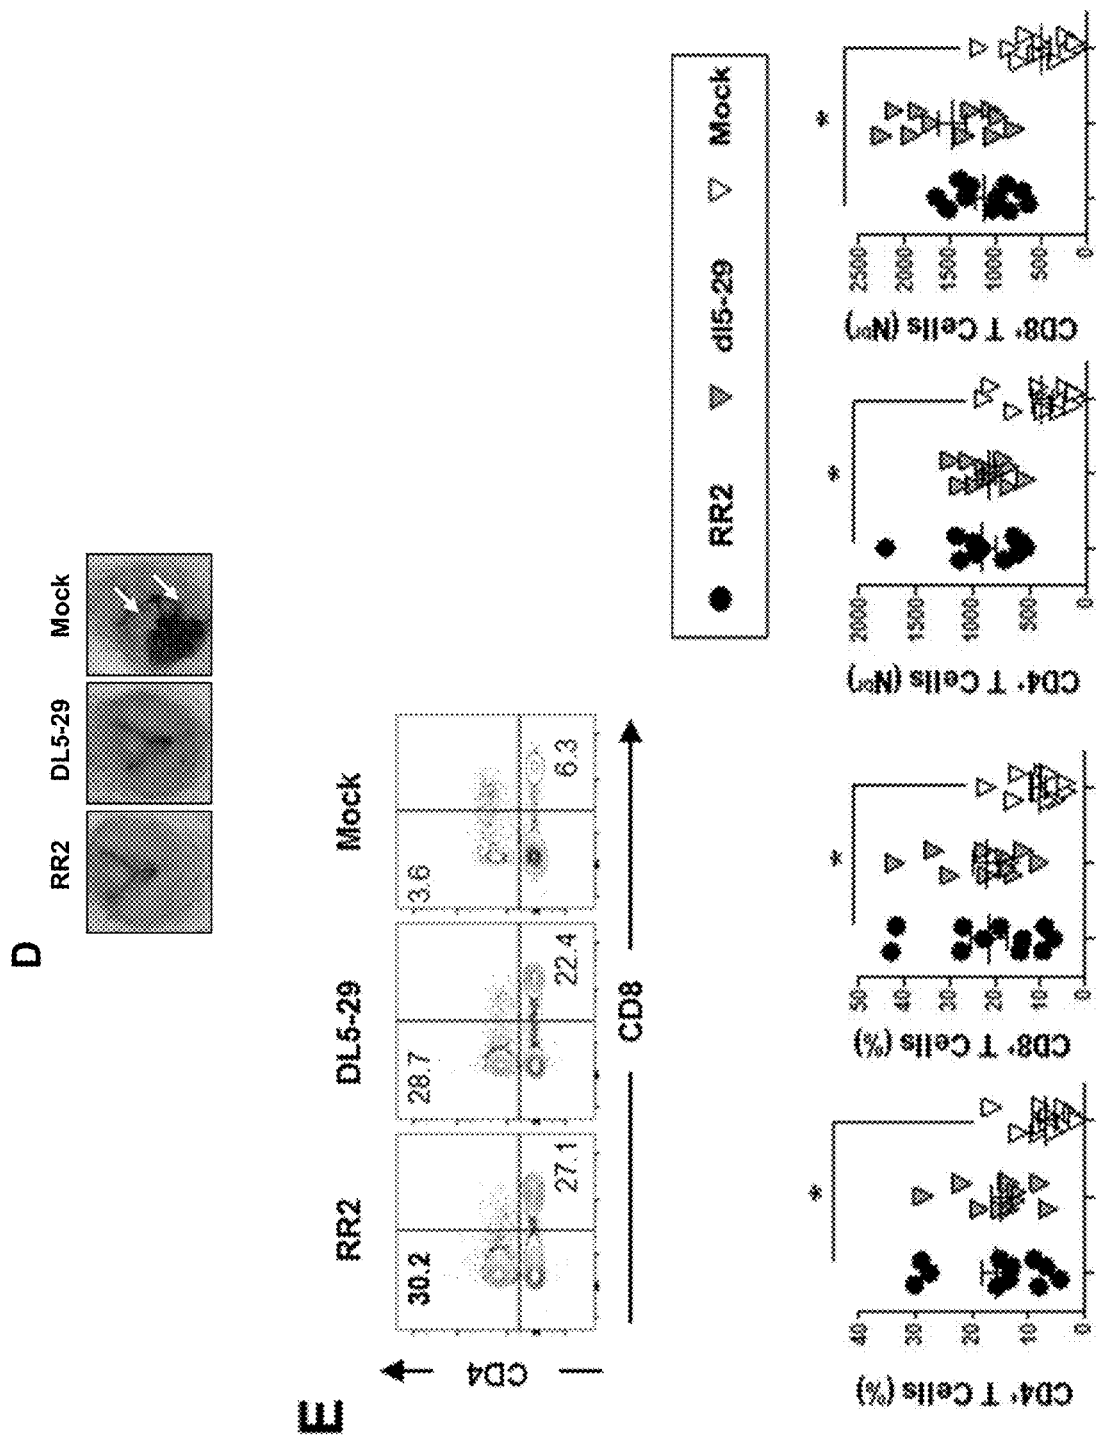 D
RR2 DL5-29 Mock
E
RR2 DL5-29 Mock
30.2 28.7 3.6
27.1 22.4 6.3
CD4
CD8
RR2 dl5-29 Mock
CD4⁺ T Cells (%)
40
30
20
10
0
*
CD8⁺ T Cells (%)
50
40
30
20
10
0
*
CD4⁺ T Cells (Nº)
2000
1500
1000
500
0
*
CD8⁺ T Cells (Nº)
2500
2000
1500
1000
500
0
*